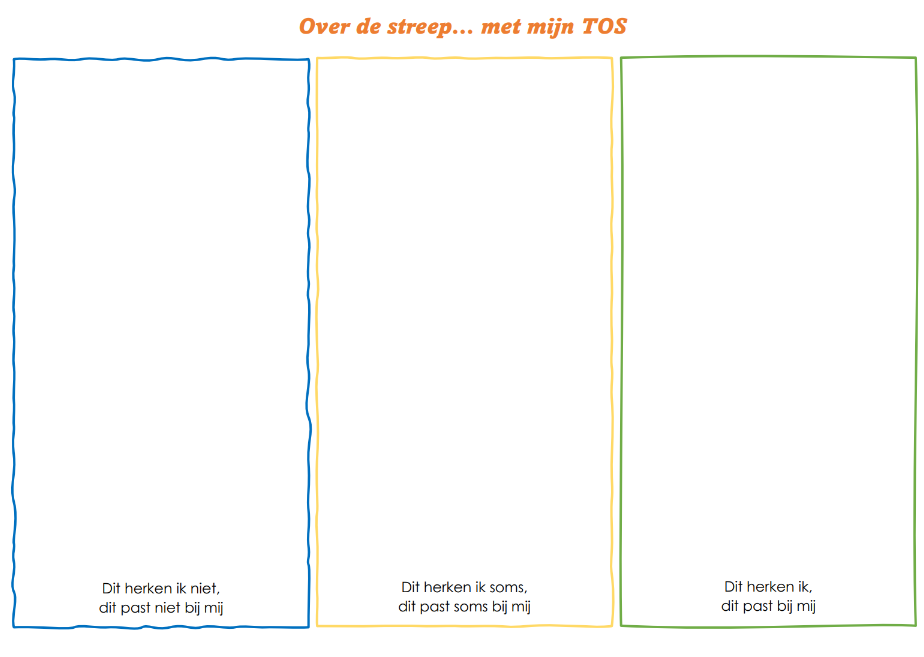 Over de streep... met mijn TOS
Dit herken ik niet,
dit past niet bij mij
Dit herken ik soms,
dit past soms bij mij
Dit herken ik,
dit past bij mij